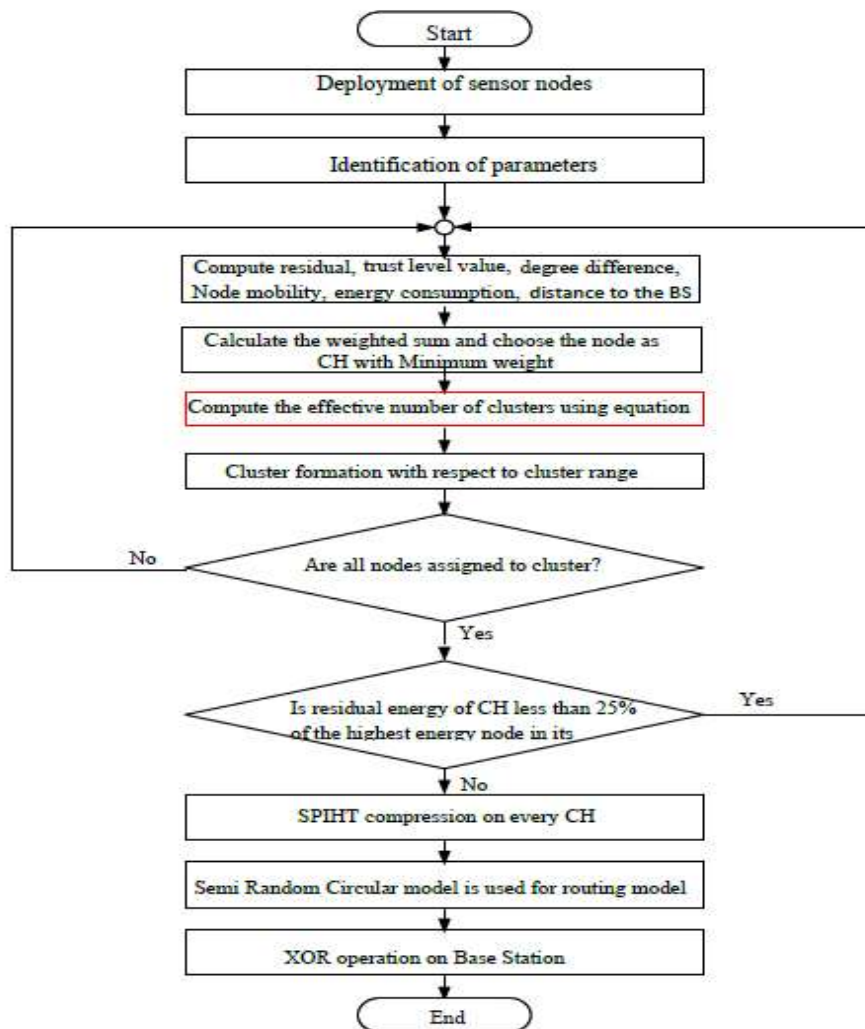 Start
Deployment of sensor nodes
Identification of parameters
Compute residual, trust level value, degree difference,
Node mobility, energy consumption, distance to the BS
Calculate the weighted sum and choose the node as
CH with Minimum weight
Compute the effective number of clusters using equation
Cluster formation with respect to cluster range
No
Are all nodes assigned to cluster?
Yes
Is residual energy of CH less than 25%
of the highest energy node in its
Yes
No
SPIHT compression on every CH
Semi Random Circular model is used for routing model
XOR operation on Base Station
End